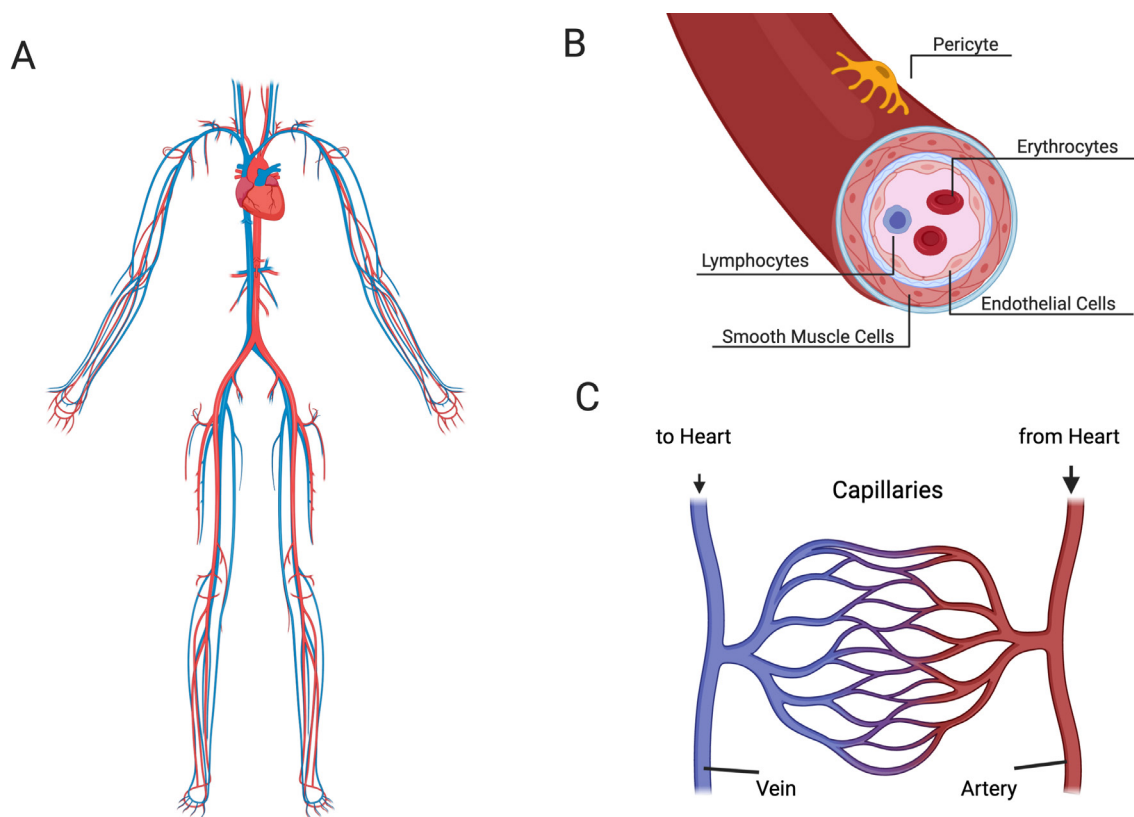 A
B
Pericyte
Erythrocytes
Lymphocytes
Endothelial Cells
Smooth Muscle Cells
C
to Heart
from Heart
Capillaries
Vein
Artery